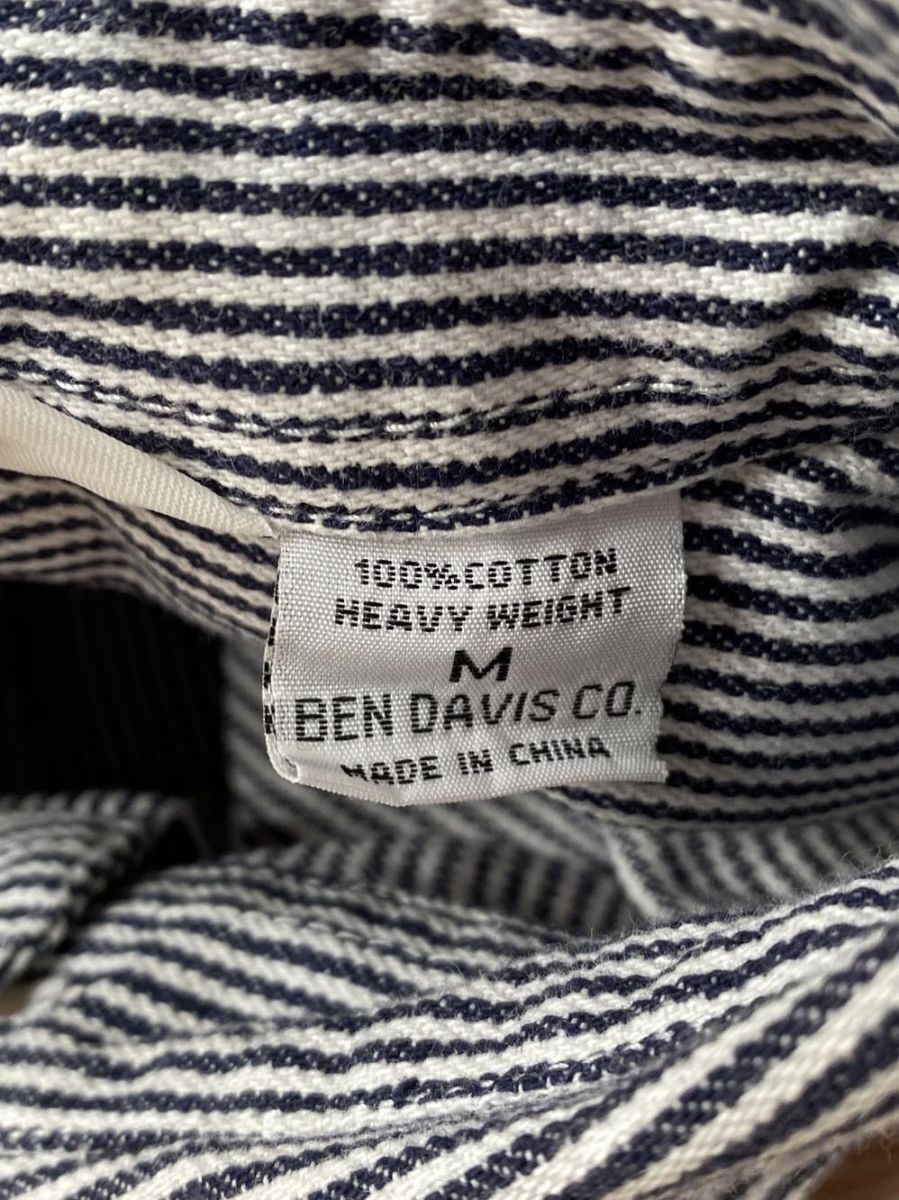 100%COTTON
HEAVY WEIGHT
M
BEN DAVIS CO.
MADE IN CHINA